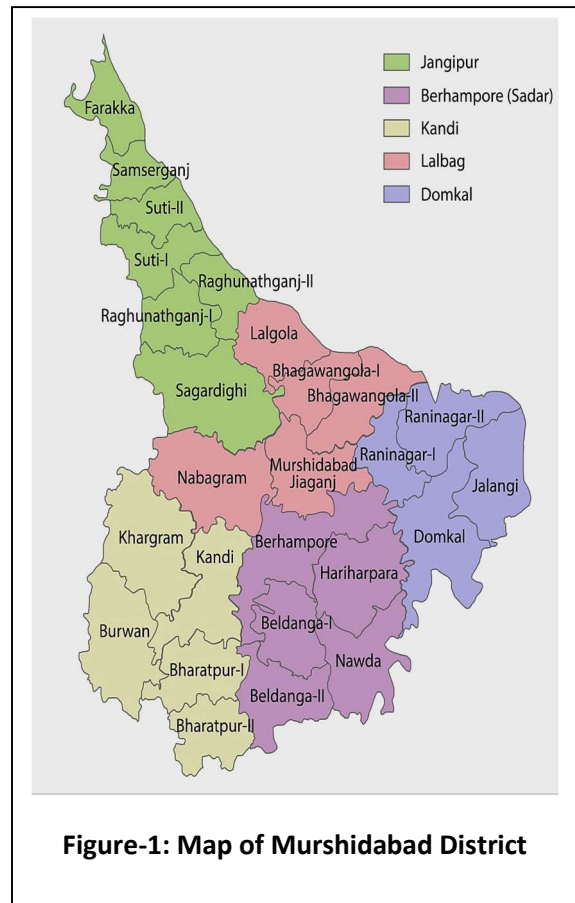 Jangipur
Berhampore (Sadar)
Kandi
Lalbag
Domkal
Farakka
Samserganj
Suti-II
Suti-I
Raghunathganj-II
Raghunathganj-I
Lalgola
Bhagawangola-I
Bhagawangola-II
Sagardighi
Raninagar-II
Raninagar-I
Murshidabad
Jiaganj
Nabagram
Jalangi
Domkal
Khargram
Kandi
Berhampore
Hariharpara
Burwan
Beldanga-I
Nawda
Bharatpur-I
Beldanga-II
Bharatpur-II
Figure-1: Map of Murshidabad District